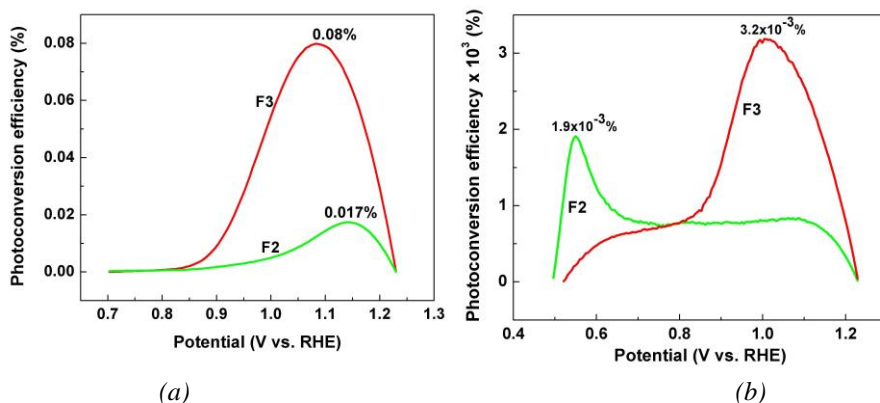 Photoconversion efficiency (%)
0.08
0.06
0.04
0.02
0.00
0.08%
F3
0.017%
F2
0.7 0.8 0.9 1.0 1.1 1.2 1.3
Potential (V vs. RHE)
(a)
Photoconversion efficiency x 10³ (%)
3
2
1
0
3.2x10⁻³%
1.9x10⁻³%
F3
F2
0.4 0.6 0.8 1.0 1.2
Potential (V vs. RHE)
(b)